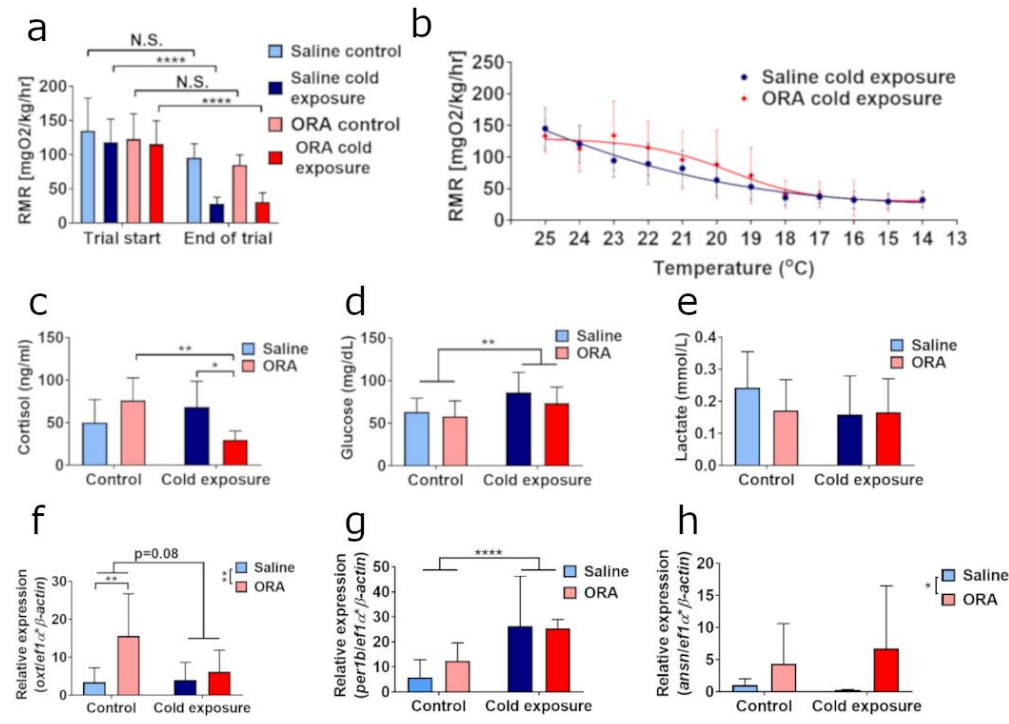 a
N.S.
****
N.S.
****
Saline control
Saline cold
exposure
ORA control
ORA cold
exposure
RMR [mgO2/kg/hr]
200
150
100
50
0
Trial start
End of trial
b
Saline cold exposure
ORA cold exposure
RMR [mgO2/kg/hr]
200
150
100
50
0
25 24 23 22 21 20 19 18 17 16 15 14 13
Temperature (°C)
c
Cortisol (ng/ml)
150
100
50
0
**
*
Saline
ORA
Control
Cold exposure
d
Glucose (mg/dL)
150
100
50
0
**
Saline
ORA
Control
Cold exposure
e
Lactate (mmol/L)
0.4
0.3
0.2
0.1
0.0
Saline
ORA
Control
Cold exposure
f
Relative expression
(oxt/ef1α*β-actin)
30
20
10
0
p=0.08
**
**
Saline
ORA
Control
Cold exposure
g
Relative expression
(per1b/ef1α*β-actin)
50
40
30
20
10
0
****
Saline
ORA
Control
Cold exposure
h
Relative expression
(ansn/ef1α*β-actin)
20
15
10
5
0
*
Saline
ORA
Control
Cold exposure